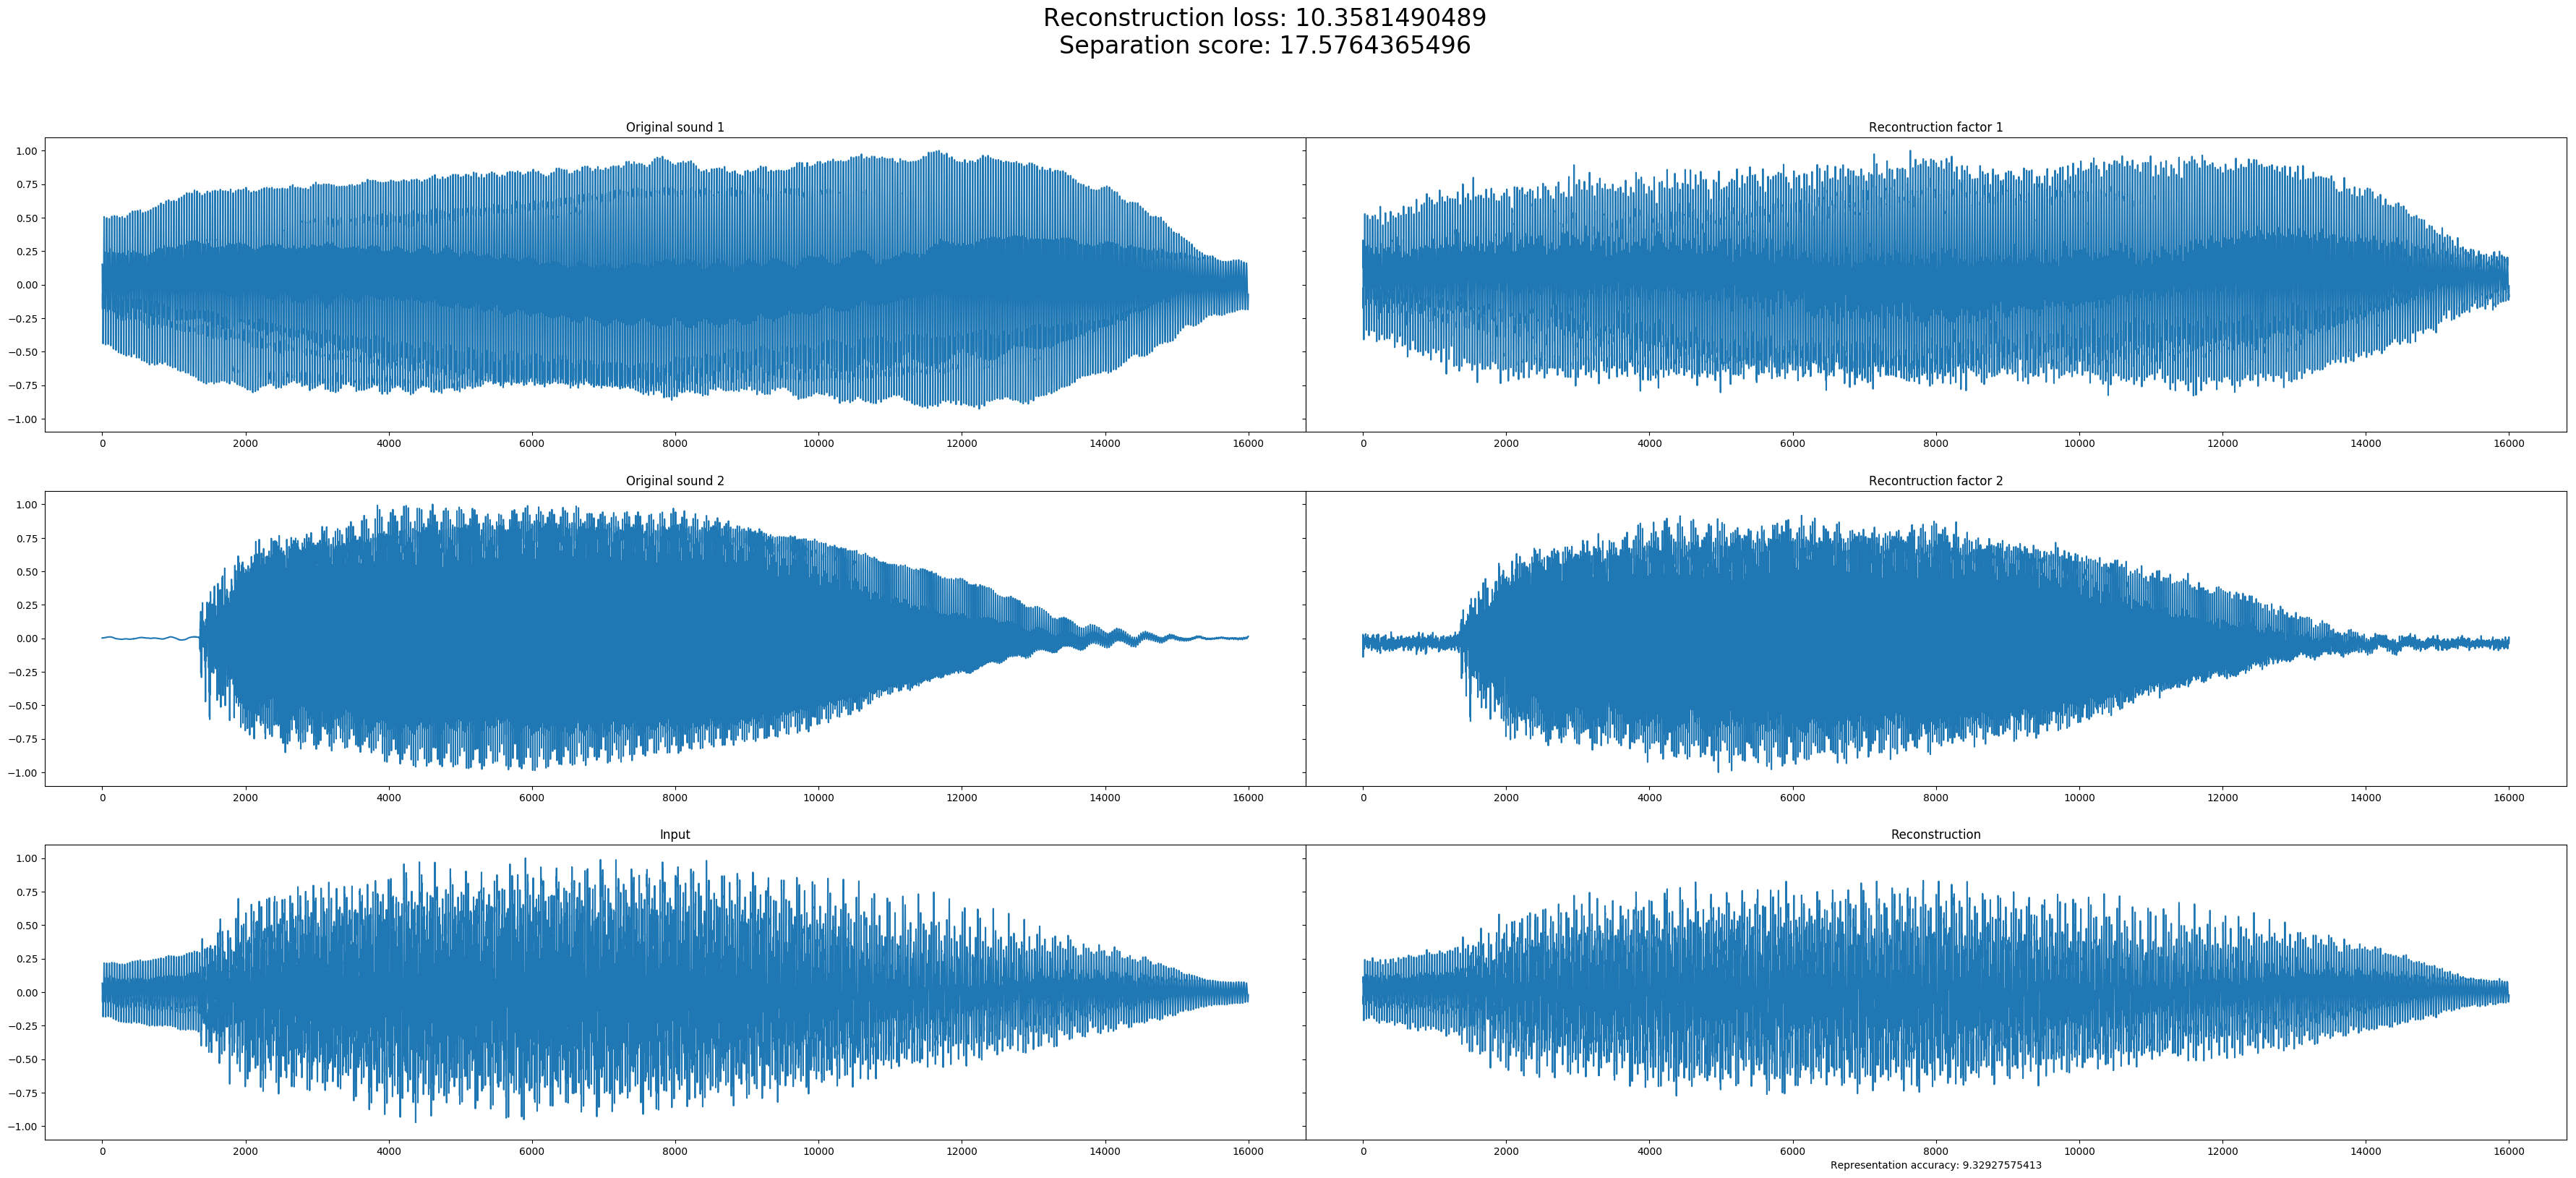 Reconstruction loss: 10.3581490489
Separation score: 17.5764365496
Original sound 1
Recontruction factor 1
1.00
0.75
0.50
0.25
0.00
−0.25
−0.50
−0.75
−1.00
0 2000 4000 6000 8000 10000 12000 14000 16000
0 2000 4000 6000 8000 10000 12000 14000 16000
Original sound 2
Recontruction factor 2
1.00
0.75
0.50
0.25
0.00
−0.25
−0.50
−0.75
−1.00
0 2000 4000 6000 8000 10000 12000 14000 16000
0 2000 4000 6000 8000 10000 12000 14000 16000
Input
Reconstruction
1.00
0.75
0.50
0.25
0.00
−0.25
−0.50
−0.75
−1.00
0 2000 4000 6000 8000 10000 12000 14000 16000
0 2000 4000 6000 8000 10000 12000 14000 16000
Representation accuracy: 9.32927575413